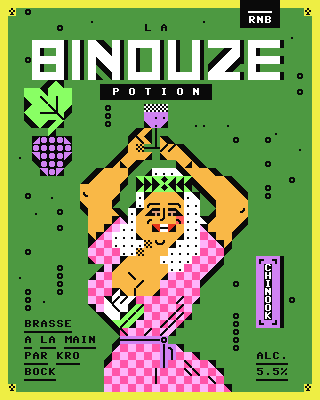 RNB
LA
BINOUZE
POTION
CHINOOK
BRASSE
A LA MAIN
PAR KRO
BOCK
ALC.
5.5%